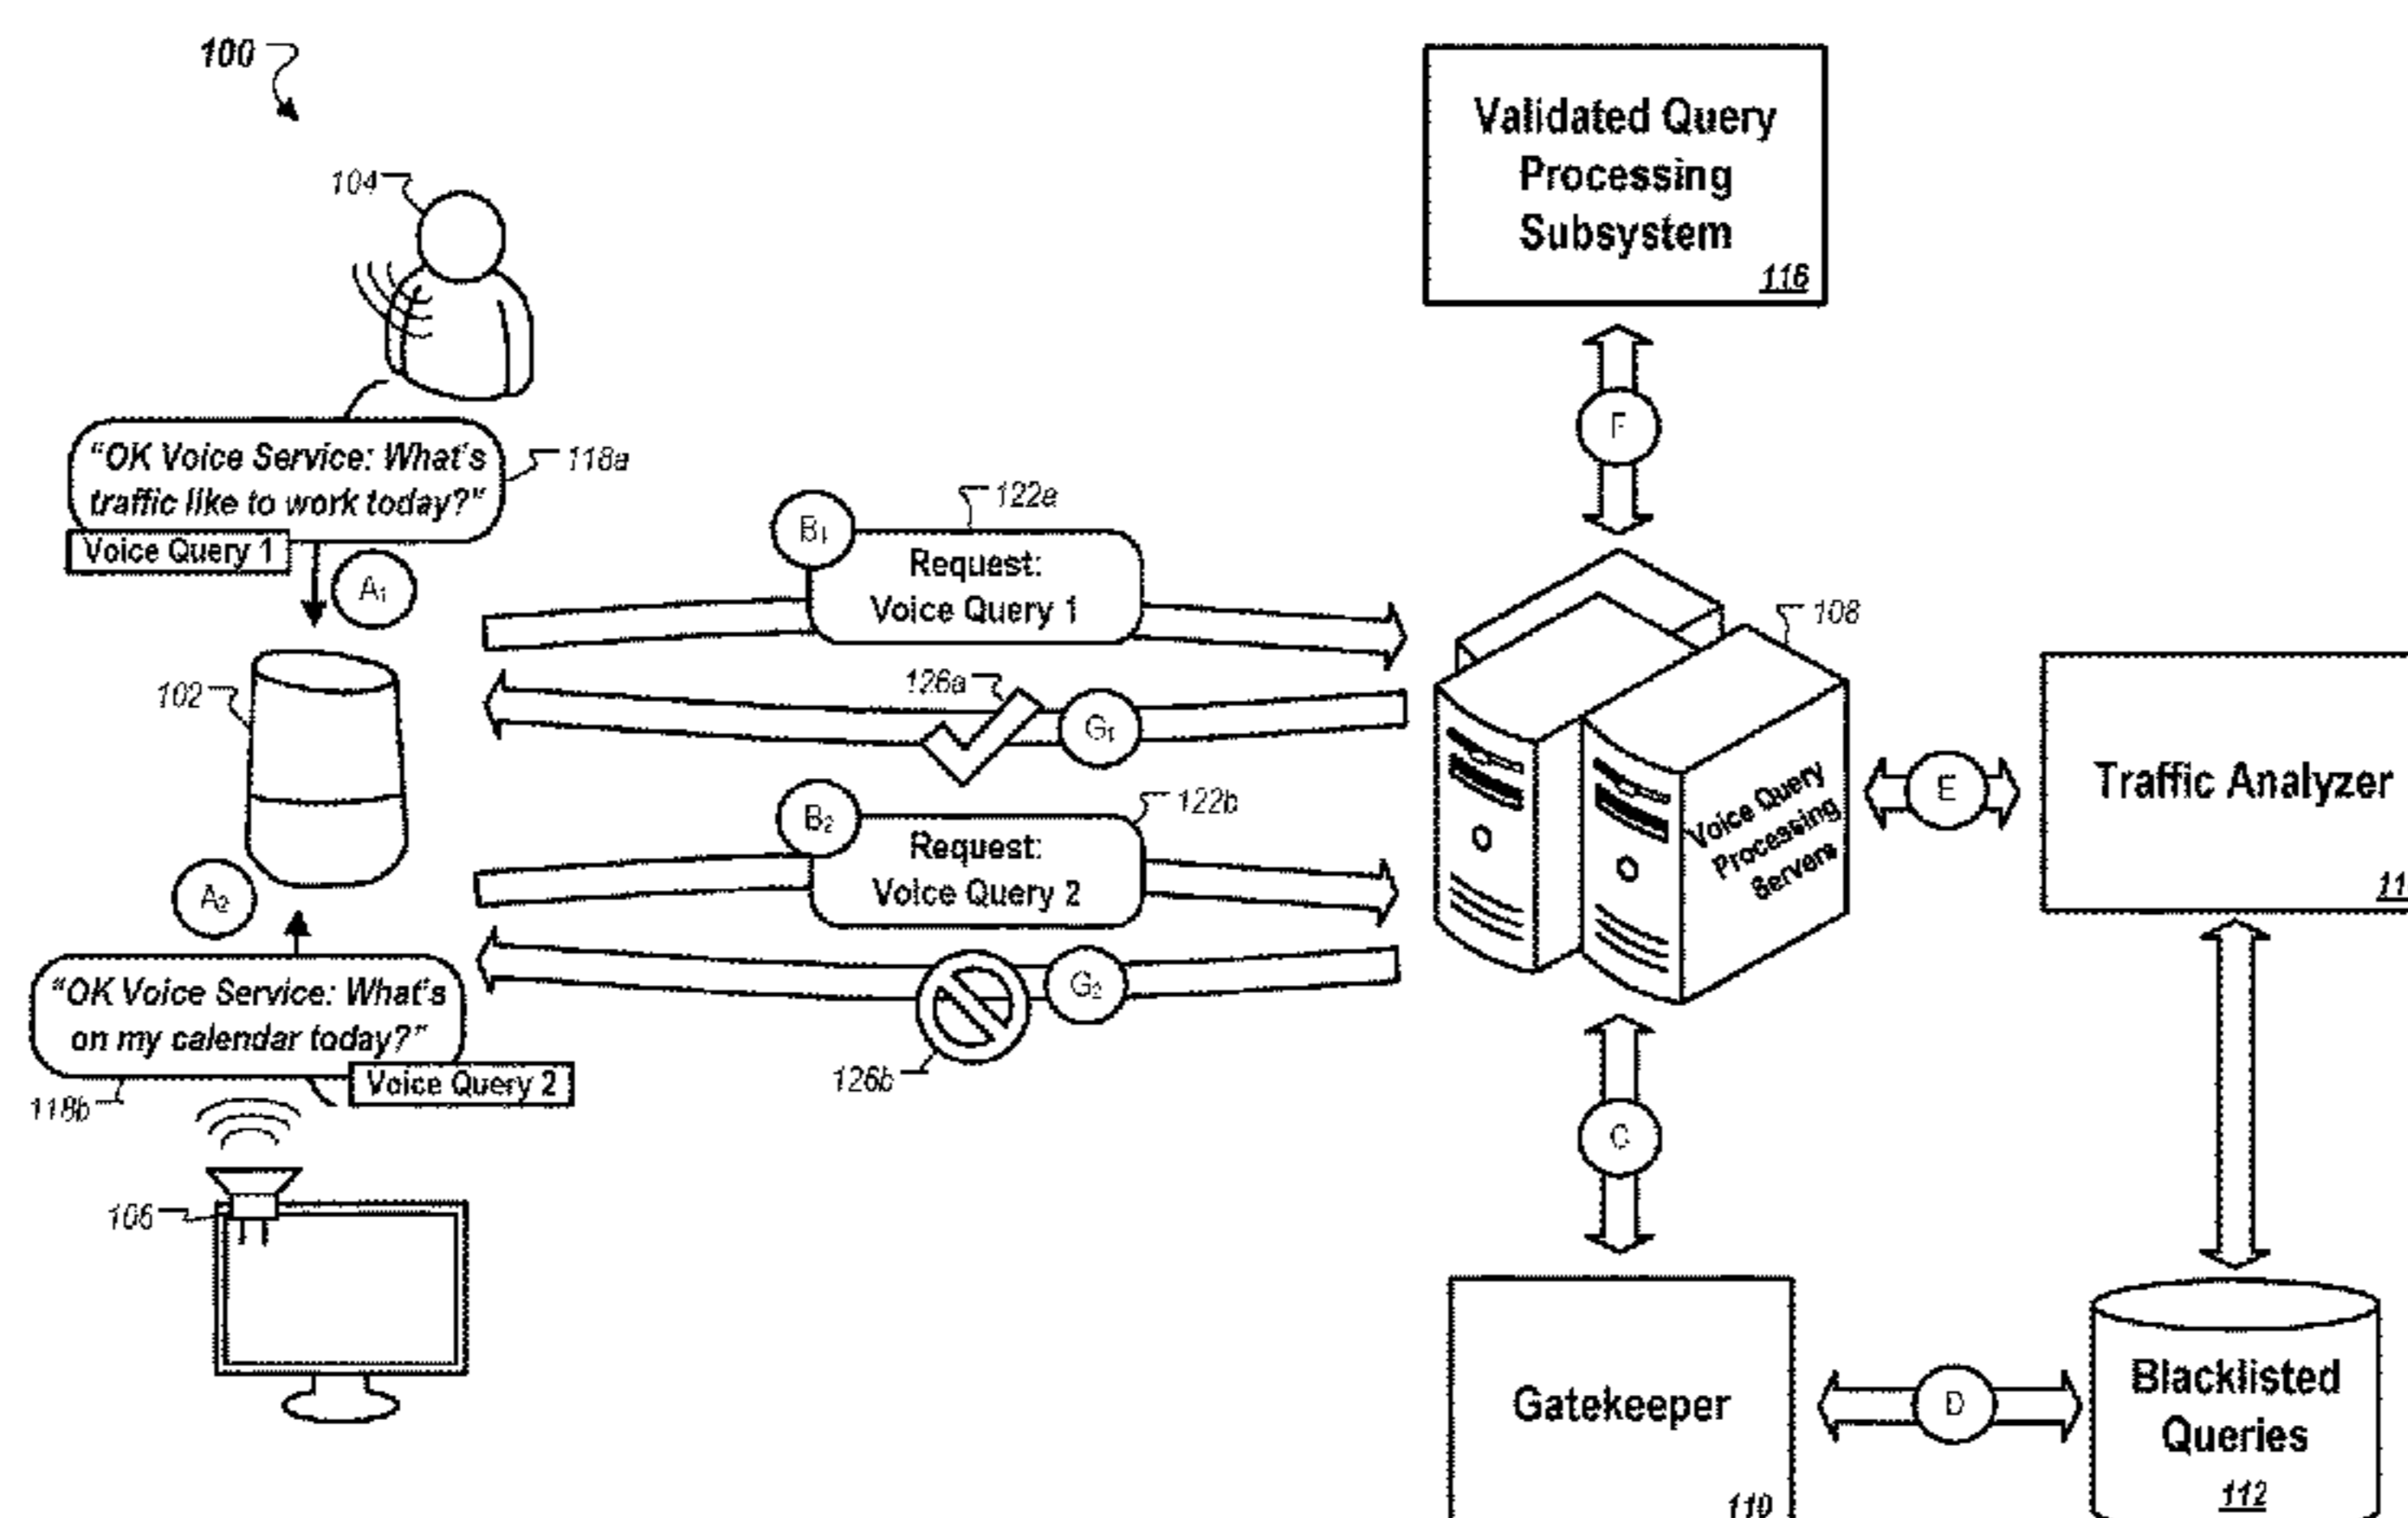 100
104
"OK Voice Service: What's
traffic like to work today?"
118a
Voice Query 1
A1
102
A2
"OK Voice Service: What's
on my calendar today?"
Voice Query 2
118b
106
B1
122a
Request:
Voice Query 1
126a
G1
B2
122b
Request:
Voice Query 2
G2
126b
Validated Query
Processing
Subsystem
116
F
108
Voice Query
Processing
Servers
E
Traffic Analyzer
C
Gatekeeper
110
D
Blacklisted
Queries
112